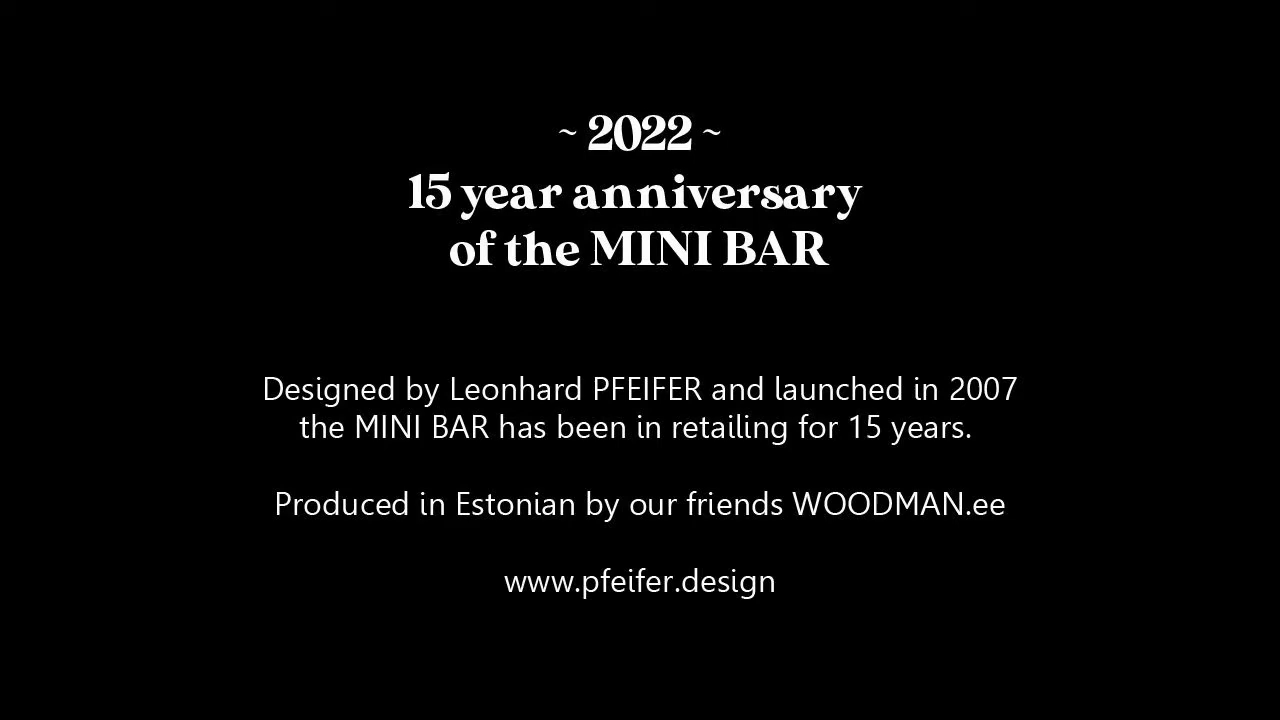 ~ 2022 ~
15 year anniversary
of the MINI BAR
Designed by Leonhard PFEIFER and launched in 2007
the MINI BAR has been in retailing for 15 years.
Produced in Estonian by our friends WOODMAN.ee
www.pfeifer.design